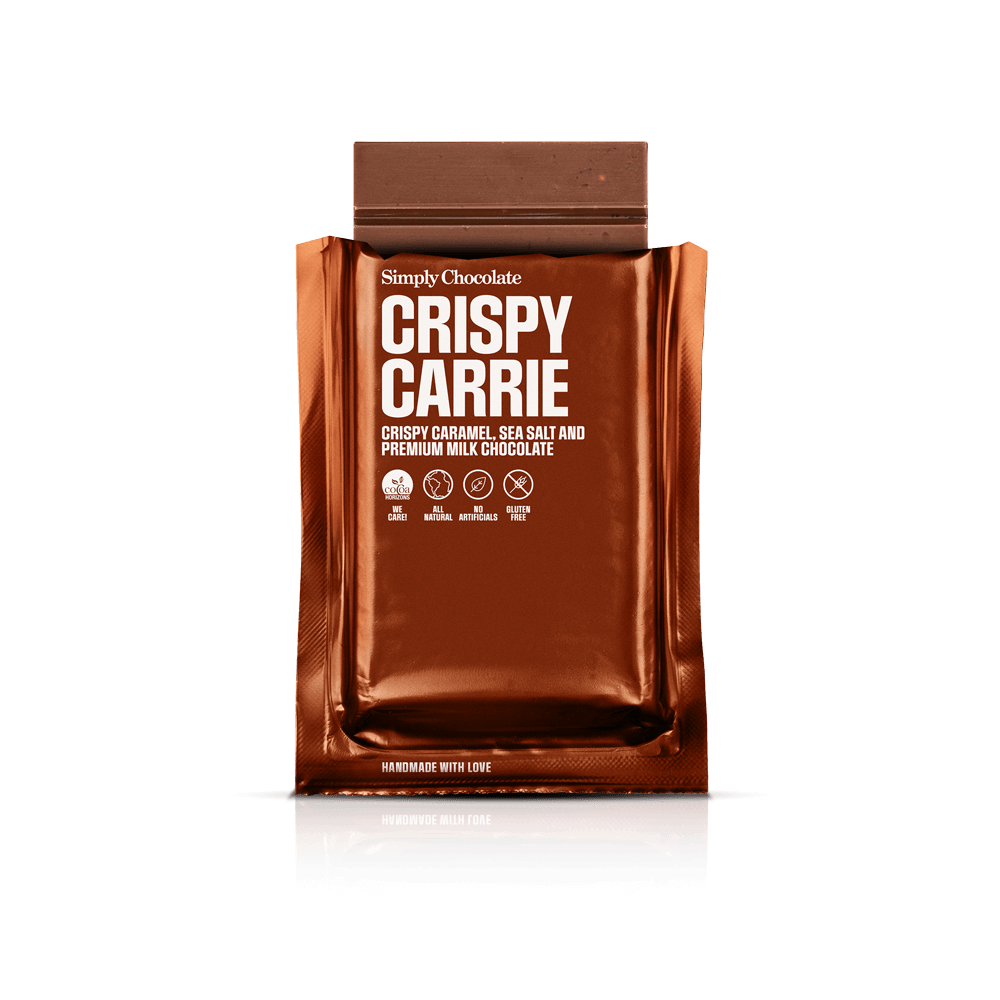 Simply Chocolate
CRISPY
CARRIE
CRISPY CARAMEL, SEA SALT AND
PREMIUM MILK CHOCOLATE
cocoa
HORIZONS
WE
CARE!
ALL
NATURAL
NO
ARTIFICIALS
GLUTEN
FREE
HANDMADE WITH LOVE